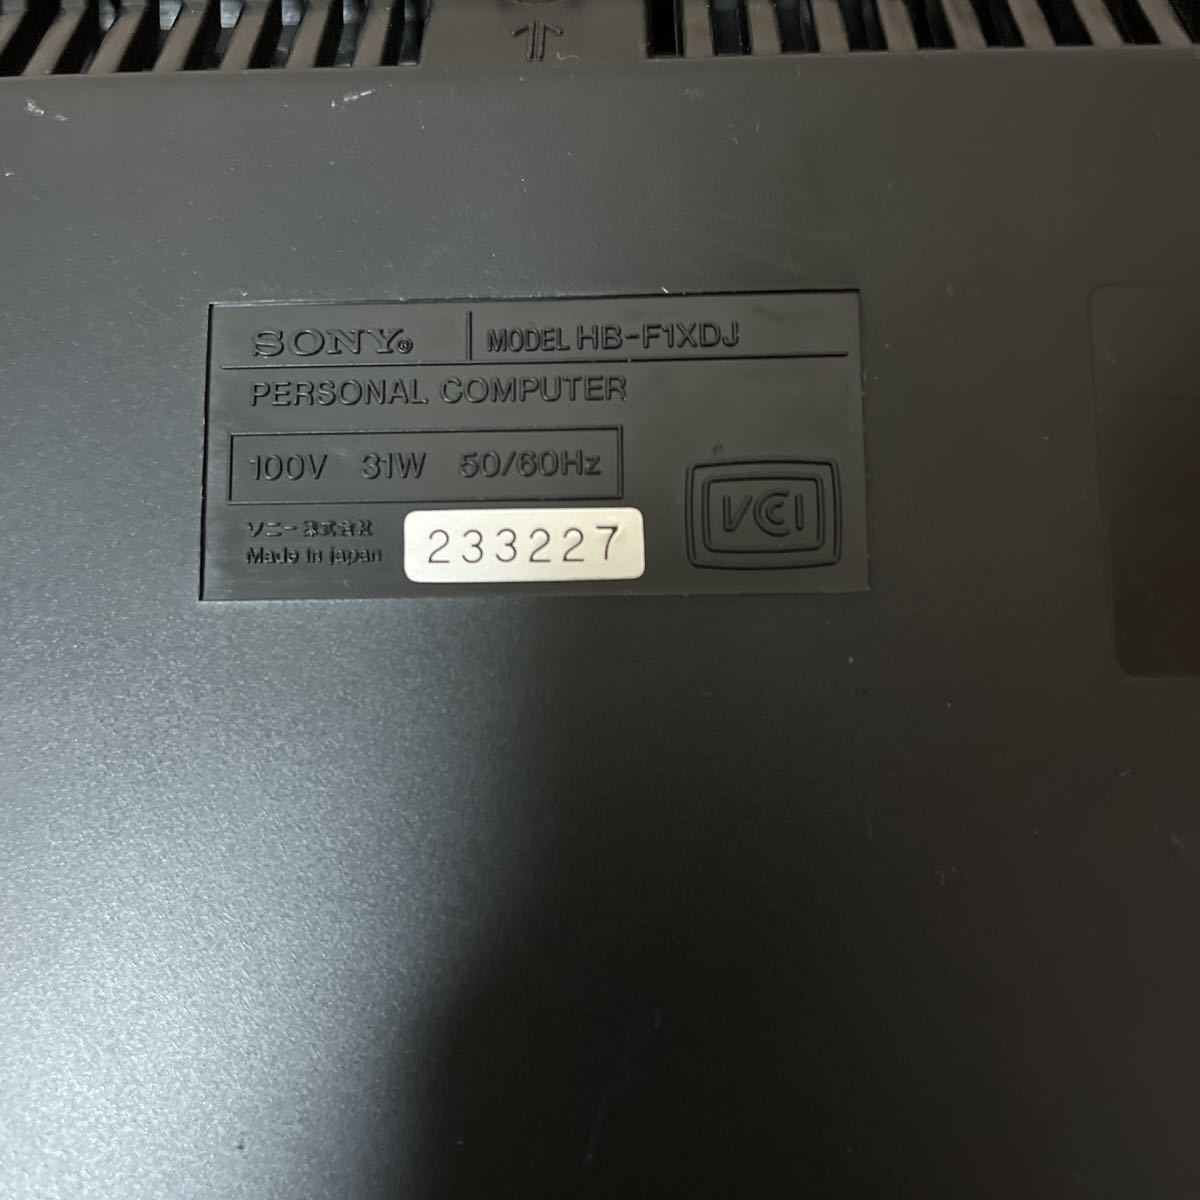 SONY® MODEL HB-F1XDJ
PERSONAL COMPUTER
100V 31W 50/60Hz
ソニー株式会社
Made in Japan 233227
VCI